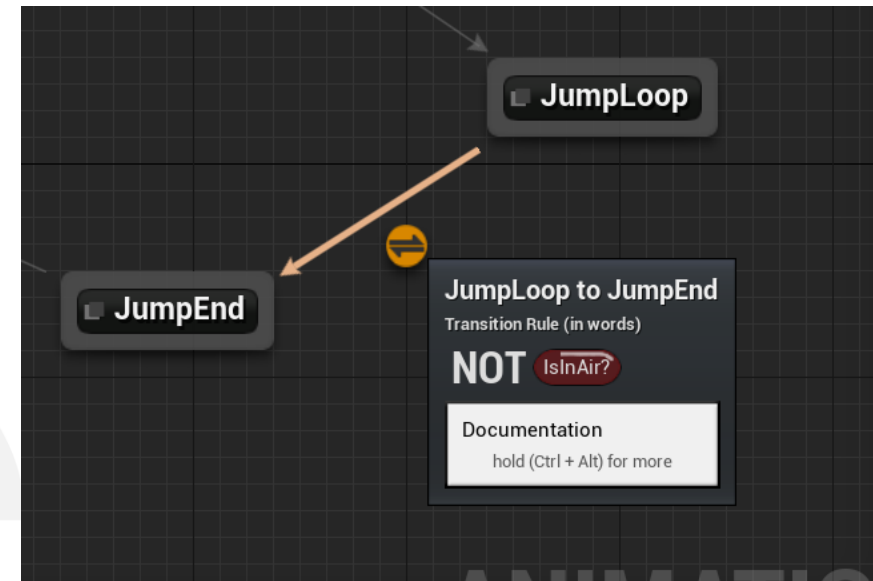 JumpLoop
JumpEnd
JumpLoop to JumpEnd
Transition Rule (in words)
NOT IsInAir?
Documentation
hold (Ctrl + Alt) for more